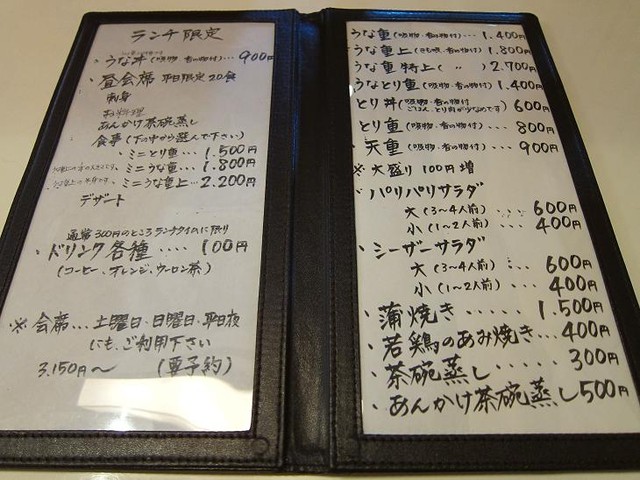 ランチ限定
・うな丼(吸物・香の物付)… 900円
・昼会席 平日限定20食
刺身
お料理
あんかけ茶碗蒸し
食事(下の中から選んで下さい)
・ミニとり重… 1.500円
・ミニうな重… 1.800円
・ミニうな重上… 2.200円
デザート
通常300円のところランチタイムに限り
・ドリンク各種…. 100円
(コーヒー、オレンジ、ウーロン茶)
※会席…土曜日・日曜日・平日夜
にも、ご利用下さい
3.150円〜 (要予約)
うな重(吸物・香の物付)… 1.400円
・うな重上(きも吸・香の物付)… 1.800円
うな重特上( 〃 ) 2.700円
・うなとり重(吸物・香の物付) 1.400円
・とり丼(吸物・香の物付 600円
ごはん、とり肉が少なめです)
・とり重(吸物・香の物付)… 800円
・天重(吸物・香の物付)… 900円
※大盛り100円増
・パリパリサラダ
大(3〜4人前) ‥‥ 600円
小(1〜2人前)… 400円
・シーザーサラダ
大(3〜4人前)… 600円
小(1〜2人前)… 400円
・蒲焼き….. 1.500円
・若鶏のあみ焼き… 400円
・茶碗蒸し….. 300円
・あんかけ茶碗蒸し500円